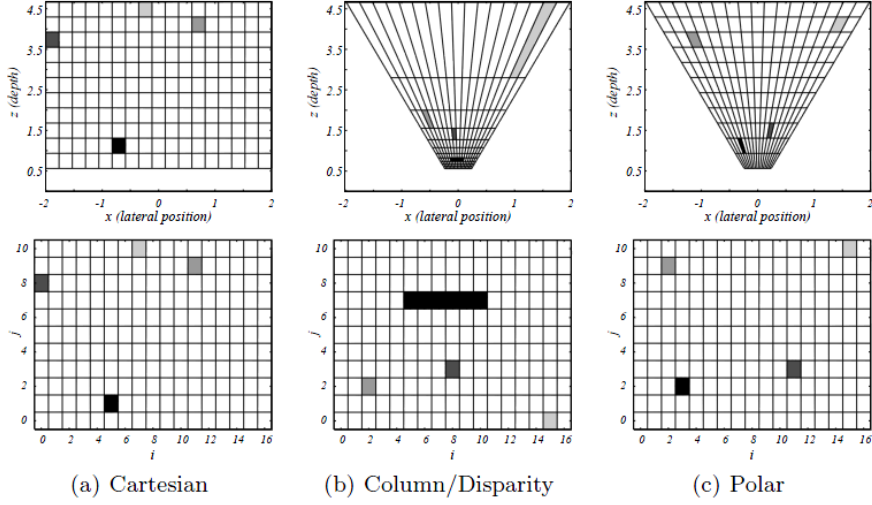 4.5
3.5
2.5
1.5
0.5
z (depth)
-2 -1 0 1 2
x (lateral position)
4.5
3.5
2.5
1.5
0.5
z (depth)
-2 -1 0 1 2
x (lateral position)
4.5
3.5
2.5
1.5
0.5
z (depth)
-2 -1 0 1 2
x (lateral position)
10
8
6
4
2
0
j
0 2 4 6 8 10 12 14 16
i
10
8
6
4
2
0
j
0 2 4 6 8 10 12 14 16
i
10
8
6
4
2
0
j
0 2 4 6 8 10 12 14 16
i
(a) Cartesian
(b) Column/Disparity
(c) Polar